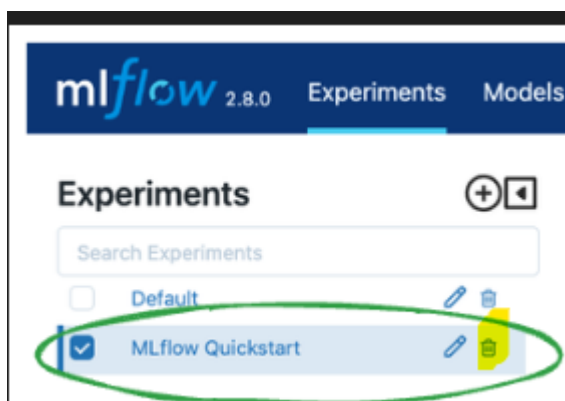 mlflow 2.8.0 Experiments Models
Experiments
Search Experiments
Default
MLflow Quickstart